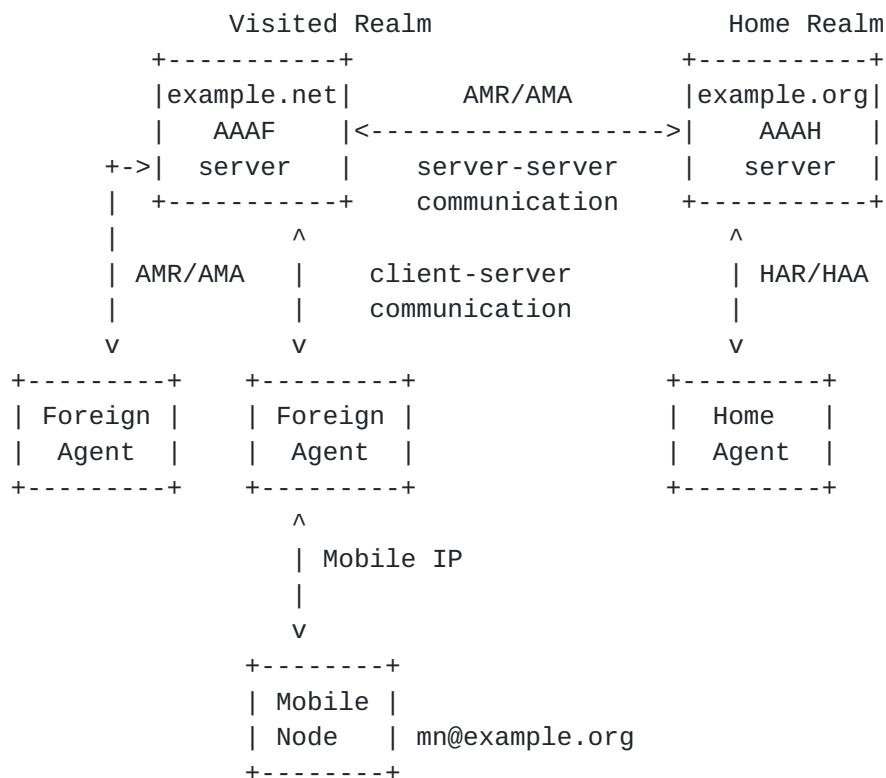 Visited Realm                     Home Realm
+-----------+                       +-----------+
|example.net|        AMR/AMA        |example.org|
|    AAAF   |<--------------------->|    AAAH   |
+->|   server   |     server-server     |   server  |
|  +-----------+    communication    +-----------+
|            ^                             ^
| AMR/AMA   |    client-server           | HAR/HAA
|            |    communication           |
v            v                             v
+---------+    +---------+                 +---------+
| Foreign |    | Foreign |                 |  Home   |
|  Agent  |    |  Agent  |                 |  Agent  |
+---------+    +---------+                 +---------+
^
| Mobile IP
|
v
+--------+
| Mobile |
| Node   | mn@example.org
+--------+